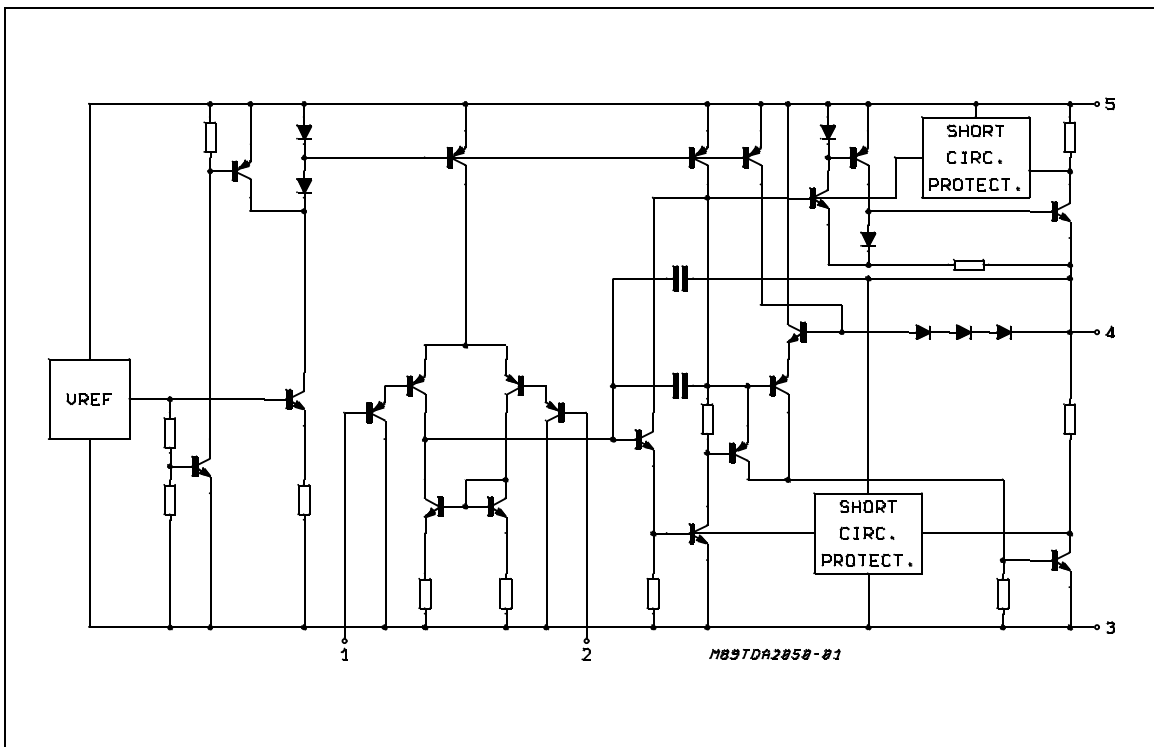 5
SHORT
CIRC.
PROTECT.
4
VREF
SHORT
CIRC.
PROTECT.
3
1
2
M89TDA2050-01